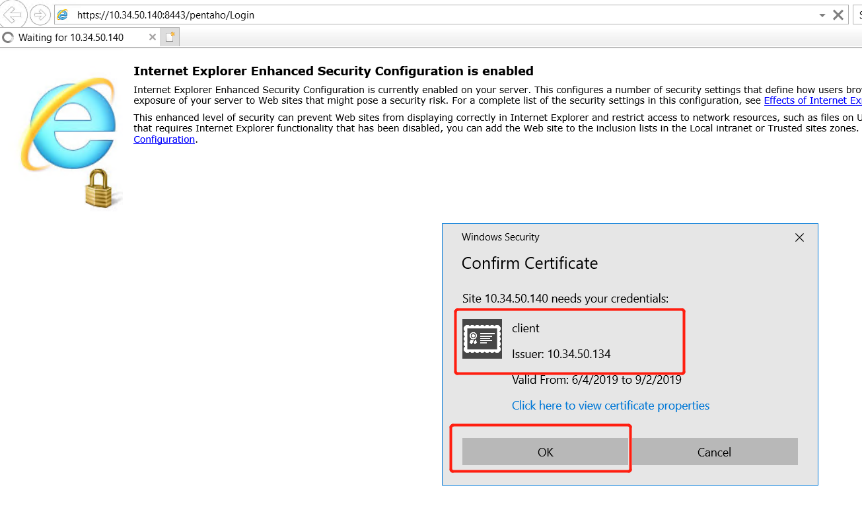 https://10.34.50.140:8443/pentaho/Login
Waiting for 10.34.50.140
Internet Explorer Enhanced Security Configuration is enabled
Internet Explorer Enhanced Security Configuration is currently enabled on your server. This configures a number of security settings that define how users bro
exposure of your server to Web sites that might pose a security risk. For a complete list of the security settings in this configuration, see Effects of Internet Ex
This enhanced level of security can prevent Web sites from displaying correctly in Internet Explorer and restrict access to network resources, such as files on U
that requires Internet Explorer functionality that has been disabled, you can add the Web site to the inclusion lists in the Local intranet or Trusted sites zones.
Configuration.
Windows Security
Confirm Certificate
Site 10.34.50.140 needs your credentials:
client
Issuer: 10.34.50.134
Valid From: 6/4/2019 to 9/2/2019
Click here to view certificate properties
OK Cancel